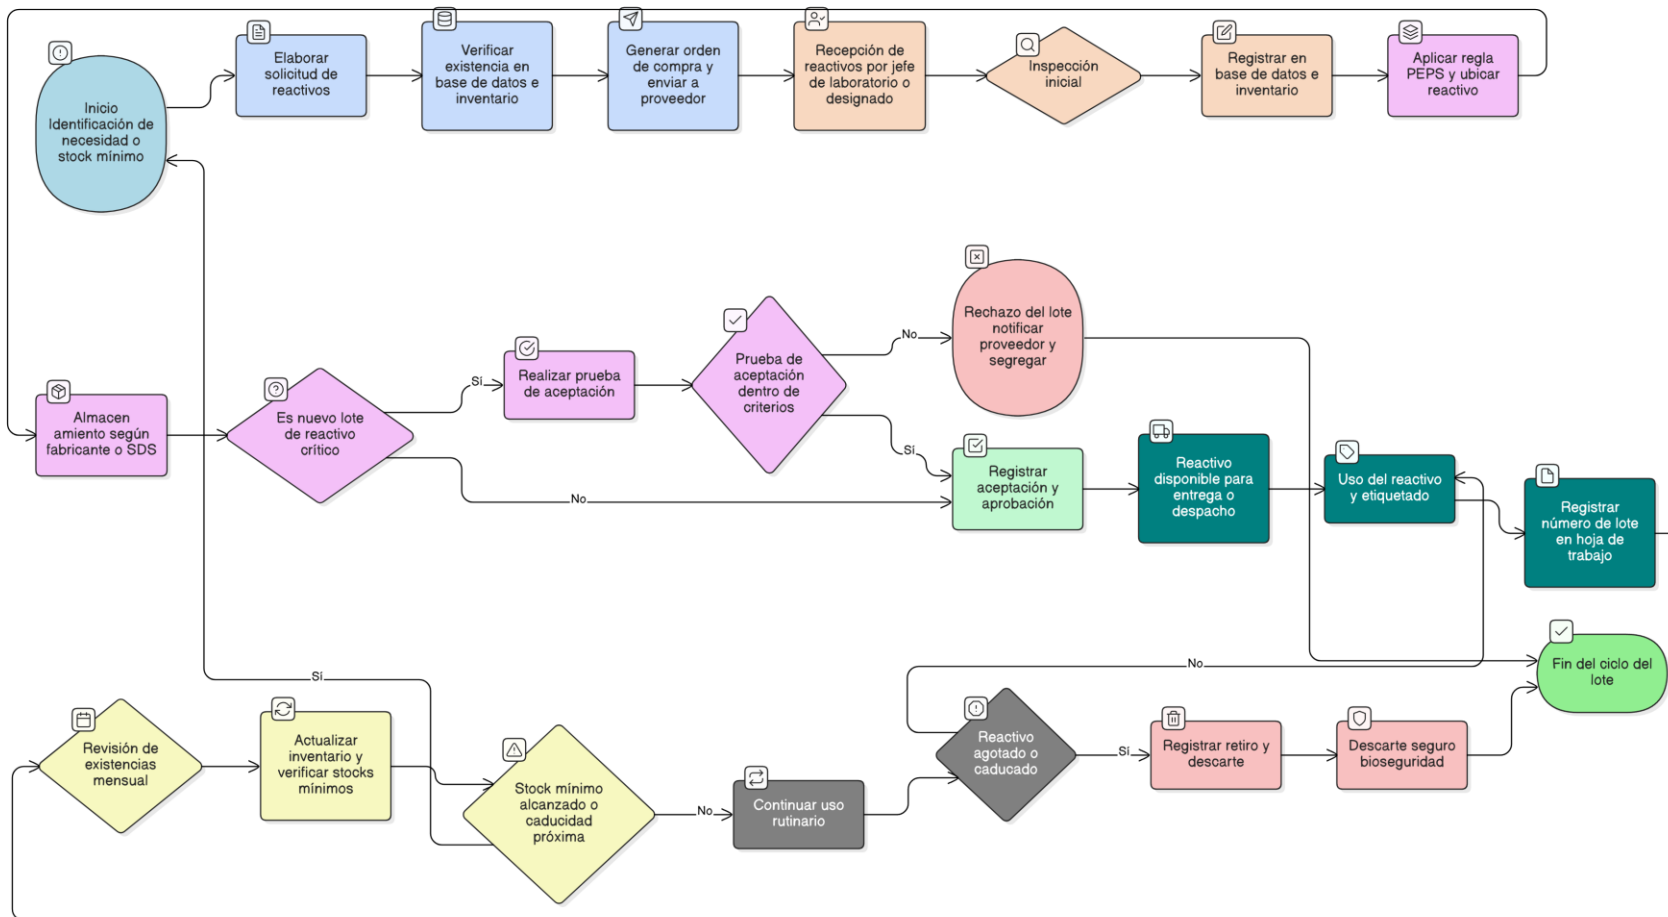 Inicio
Identificación de
necesidad o
stock mínimo
Elaborar
solicitud de
reactivos
Verificar
existencia en
base de datos e
inventario
Generar orden
de compra y
enviar a
proveedor
Recepción de
reactivos por jefe
de laboratorio o
designado
Inspección
inicial
Registrar en
base de datos e
inventario
Aplicar regla
PEPS y ubicar
reactivo
Almacen
amiento según
fabricante o SDS
Es nuevo lote
de reactivo
crítico
Sí
No
Realizar prueba
de aceptación
Prueba de
aceptación
dentro de
criterios
No
Sí
Rechazo del lote
notificar
proveedor y
segregar
Registrar
aceptación y
aprobación
Reactivo
disponible para
entrega o
despacho
Uso del reactivo
y etiquetado
Registrar
número de lote
en hoja de
trabajo
Revisión de
existencias
mensual
Actualizar
inventario y
verificar stocks
mínimos
Sí
Stock mínimo
alcanzado o
caducidad
próxima
No
Continuar uso
rutinario
Reactivo
agotado o
caducado
No
Sí
Registrar retiro y
descarte
Descarte seguro
bioseguridad
Fin del ciclo del
lote